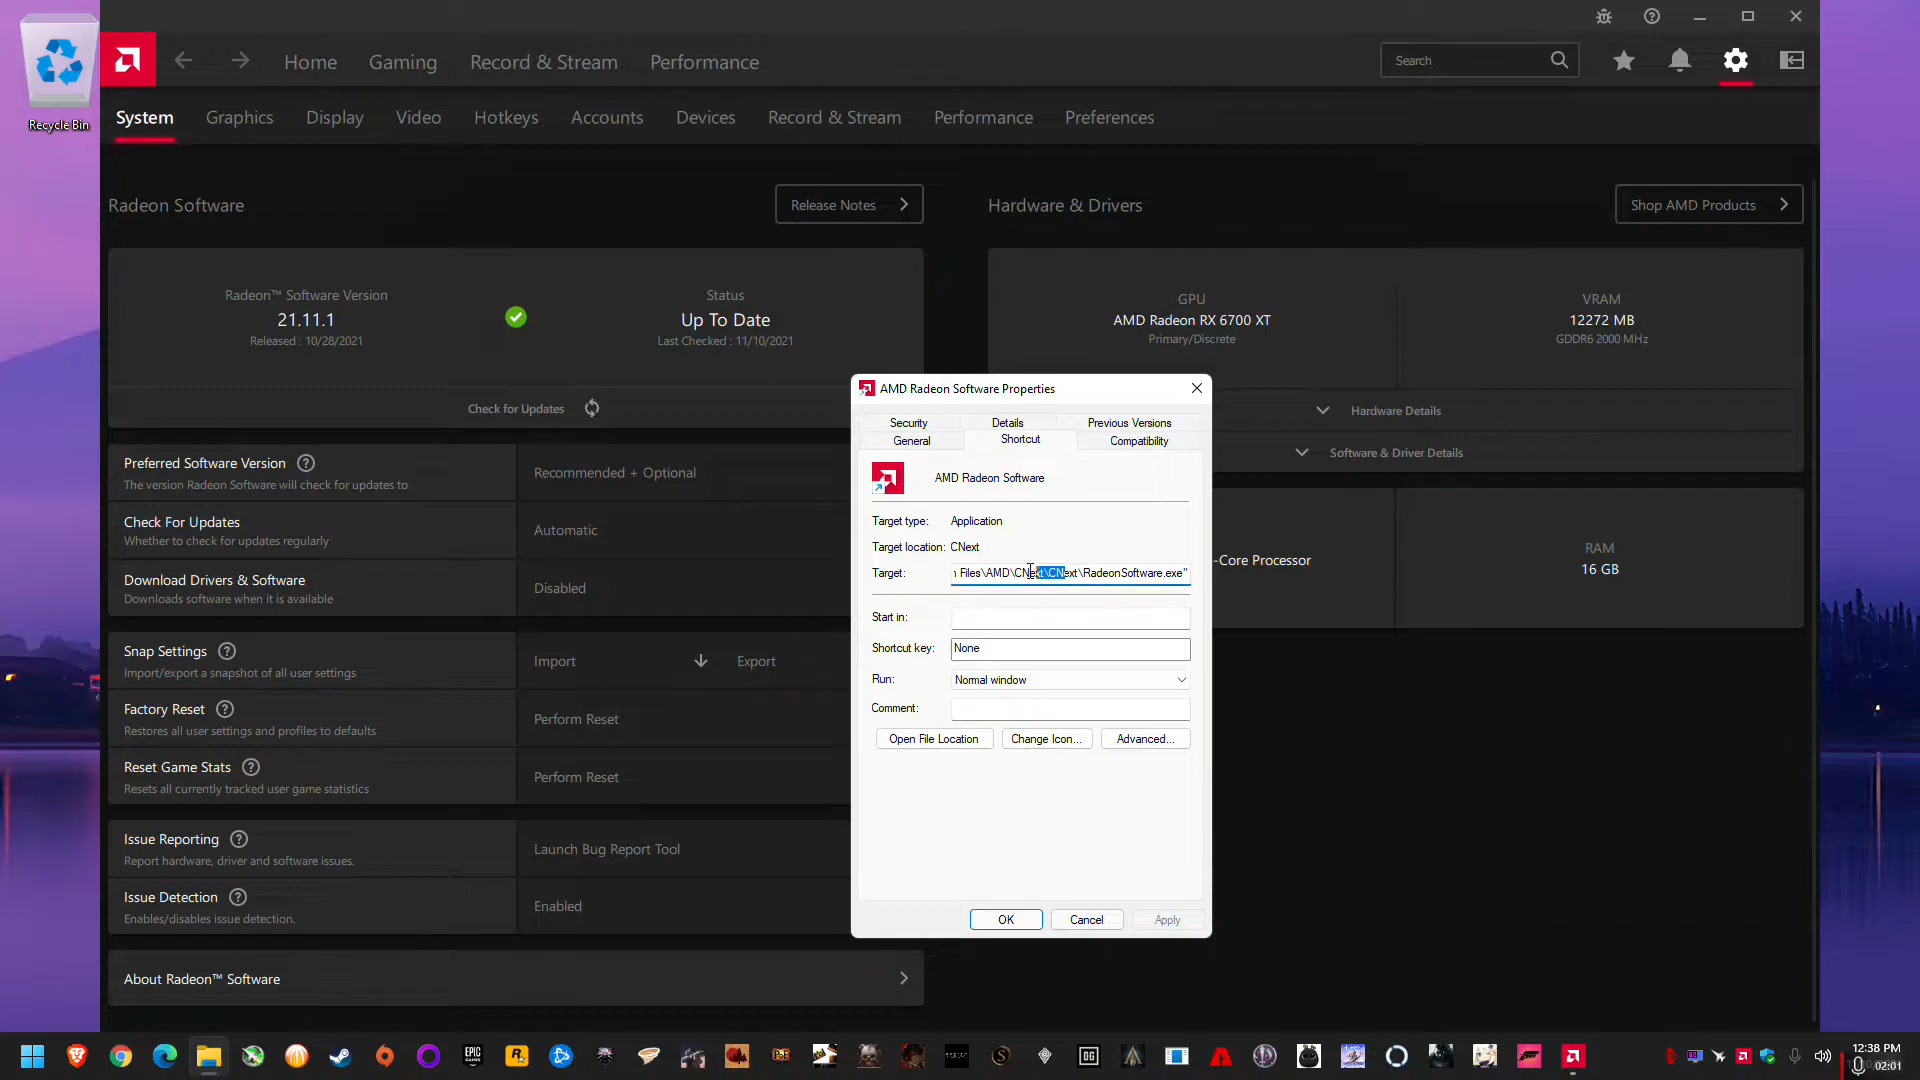 Recycle Bin
Home
Gaming
Record & Stream
Performance
Search
System
Graphics
Display
Video
Hotkeys
Accounts
Devices
Record & Stream
Performance
Preferences
Radeon Software
Release Notes
Radeon™ Software Version
21.11.1
Released : 10/28/2021
Status
Up To Date
Last Checked : 11/10/2021
Check for Updates
Preferred Software Version
The version Radeon Software will check for updates to
Recommended + Optional
Check For Updates
Whether to check for updates regularly
Automatic
Download Drivers & Software
Downloads software when it is available
Disabled
Snap Settings
Import/export a snapshot of all user settings
Import
Export
Factory Reset
Restores all user settings and profiles to defaults
Perform Reset
Reset Game Stats
Resets all currently tracked user game statistics
Perform Reset
Issue Reporting
Report hardware, driver and software issues.
Launch Bug Report Tool
Issue Detection
Enables/disables issue detection.
Enabled
About Radeon™ Software
Hardware & Drivers
Shop AMD Products
GPU
AMD Radeon RX 6700 XT
Primary/Discrete
VRAM
12272 MB
GDDR6 2000 MHz
Hardware Details
Software & Driver Details
-Core Processor
RAM
16 GB
AMD Radeon Software Properties
Security
Details
Previous Versions
General
Shortcut
Compatibility
AMD Radeon Software
Target type: Application
Target location: CNext
Target: Files\AMD\CNext\CNext\RadeonSoftware.exe"
Start in:
Shortcut key: None
Run: Normal window
Comment:
Open File Location
Change Icon...
Advanced...
OK
Cancel
Apply
EPIC
GAMES
R
OG
12:38 PM
02:01